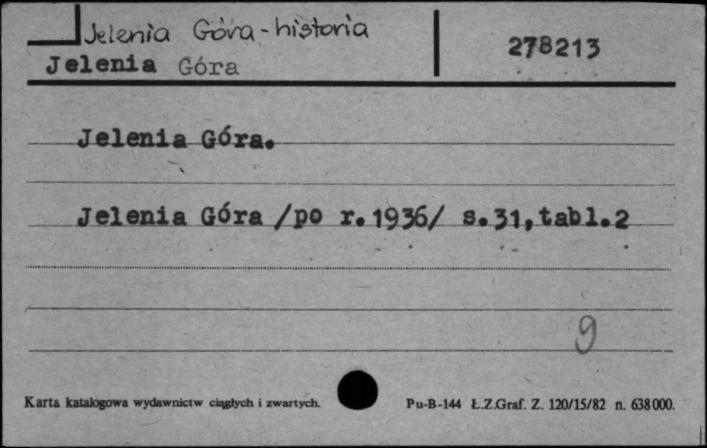 Jelenia Góra - historia
278213
Jelenia Góra
Jelenia Góra.
Jelenia Góra /po r.1936/ s.31,tabl.2
9
Karta katalogowa wydawnictw ciągłych i zwartych.
Pu-B-144 Ł.Z.Graf. Z. 120/15/82 n. 638000.